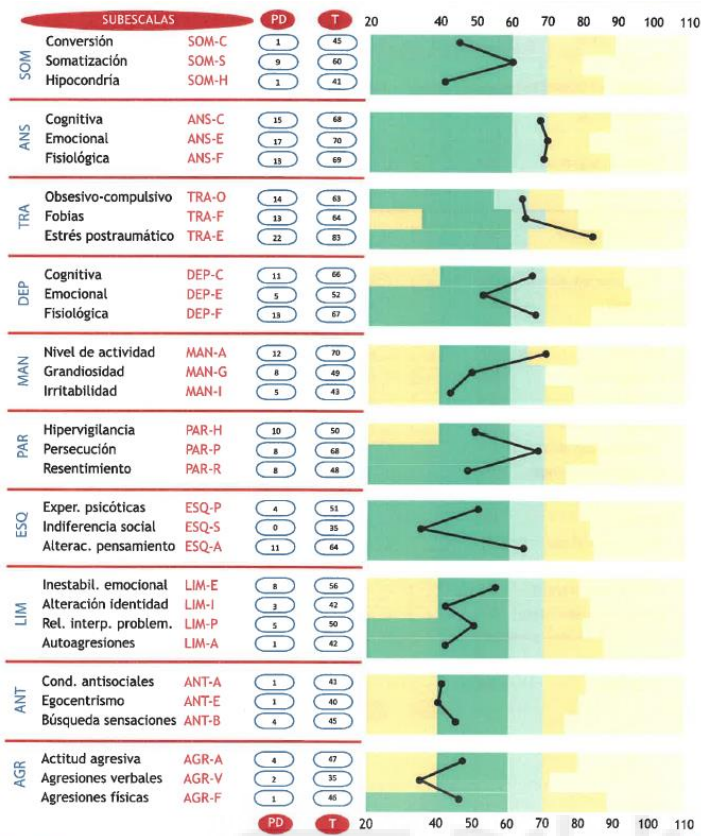 SUBESCALAS PD T 20 30 40 50 60 70 80 90 100 110
SOM
Conversión SOM-C 1 45
Somatización SOM-S 9 60
Hipocondría SOM-H 1 41
ANS
Cognitiva ANS-C 15 68
Emocional ANS-E 17 70
Fisiológica ANS-F 13 69
TRA
Obsesivo-compulsivo TRA-O 14 63
Fobias TRA-F 13 64
Estrés postraumático TRA-E 22 83
DEP
Cognitiva DEP-C 11 66
Emocional DEP-E 5 52
Fisiológica DEP-F 13 67
MAN
Nivel de actividad MAN-A 12 70
Grandiosidad MAN-G 8 49
Irritabilidad MAN-I 5 43
PAR
Hipervigilancia PAR-H 10 50
Persecución PAR-P 8 68
Resentimiento PAR-R 8 48
ESQ
Exper. psicóticas ESQ-P 4 51
Indiferencia social ESQ-S 0 35
Alterac. pensamiento ESQ-A 11 64
LIM
Inestabil. emocional LIM-E 8 56
Alteración identidad LIM-I 3 42
Rel. interp. problem. LIM-P 5 50
Autoagresiones LIM-A 1 42
ANT
Cond. antisociales ANT-A 1 43
Egocentrismo ANT-E 1 40
Búsqueda sensaciones ANT-B 4 45
AGR
Actitud agresiva AGR-A 4 47
Agresiones verbales AGR-V 2 35
Agresiones físicas AGR-F 1 46
PD T 20 30 40 50 60 70 80 90 100 110